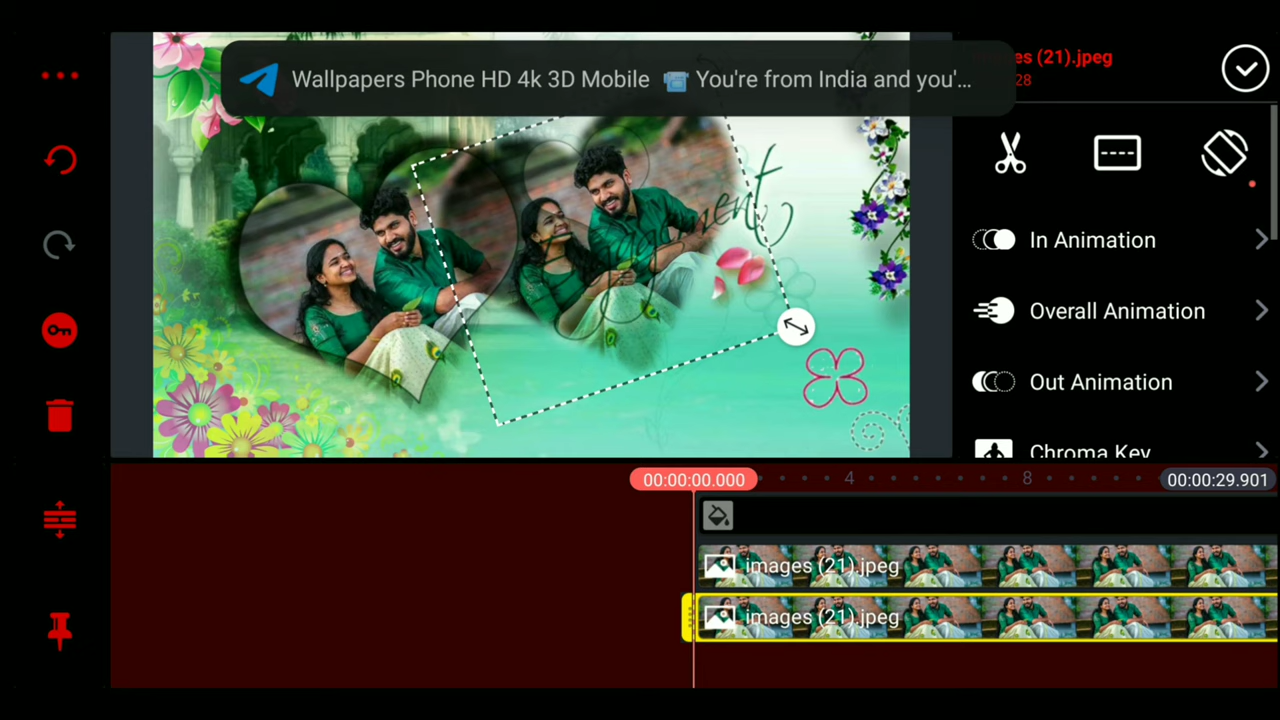 Wallpapers Phone HD 4k 3D Mobile 📹 You're from India and you'...
es (21).jpeg
28
In Animation
Overall Animation
Out Animation
Chroma Key
00:00:00.000
4
8
00:00:29.901
images (21).jpeg
images (21).jpeg